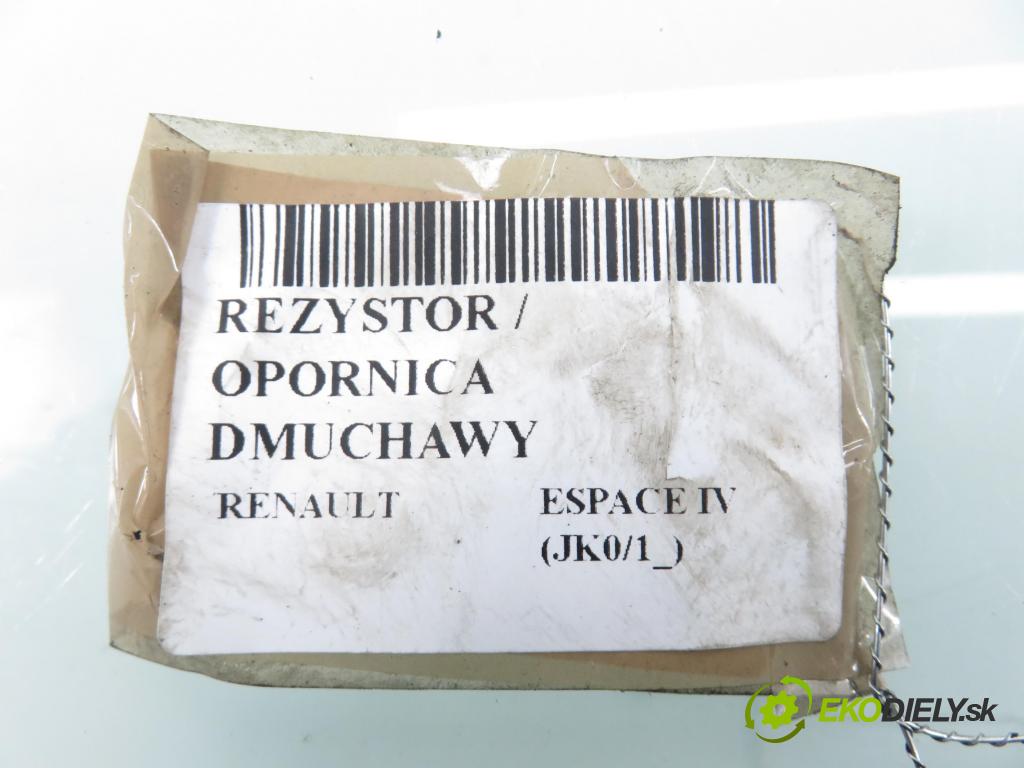 REZYSTOR /
OPORNICA
DMUCHAWY
RENAULT ESPACE IV
(JK0/1_)
EKODIELY.sk